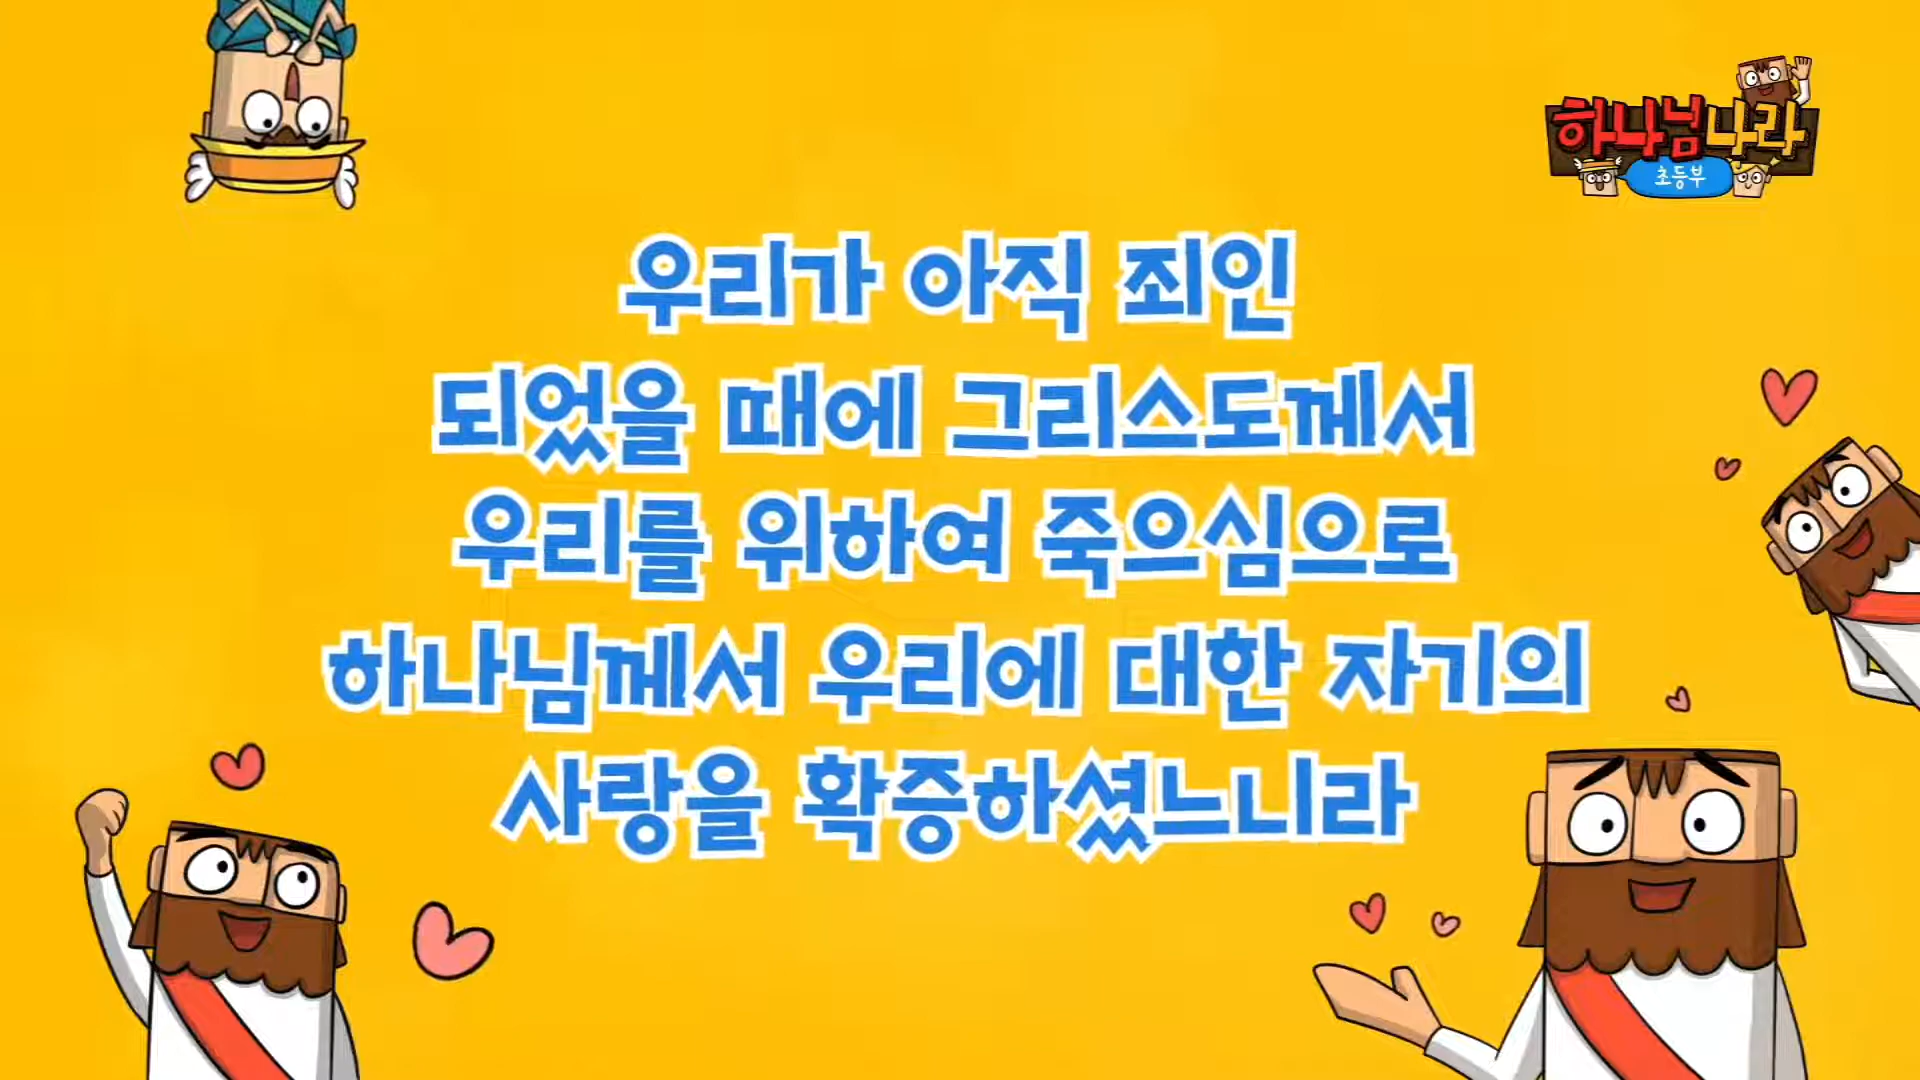 하나님나라
초등부
우리가 아직 죄인
되었을 때에 그리스도께서
우리를 위하여 죽으심으로
하나님께서 우리에 대한 자기의
사랑을 확증하셨느니라